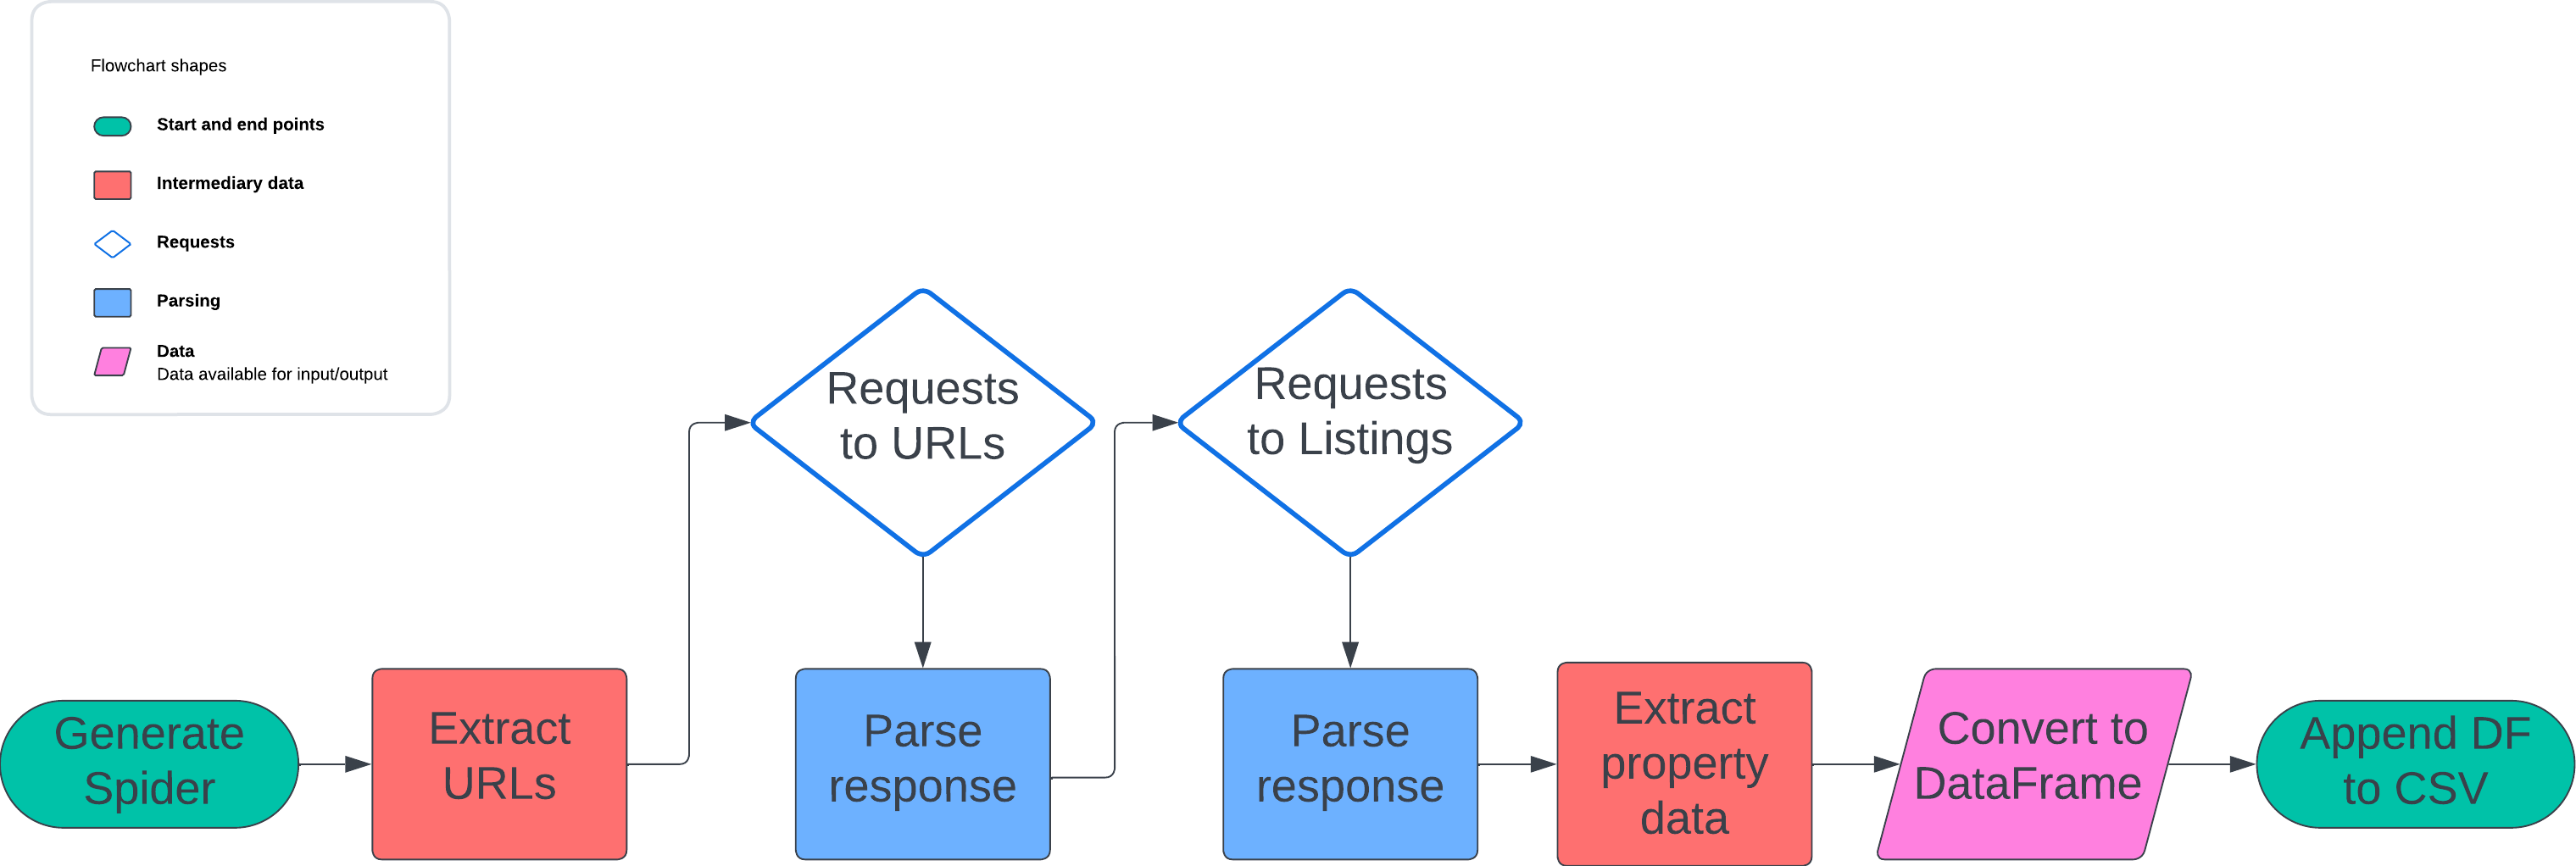 Flowchart shapes
Start and end points
Intermediary data
Requests
Parsing
Data
Data available for input/output
Generate
Spider
Extract
URLs
Requests
to URLs
Parse
response
Requests
to Listings
Parse
response
Extract
property
data
Convert to
DataFrame
Append DF
to CSV